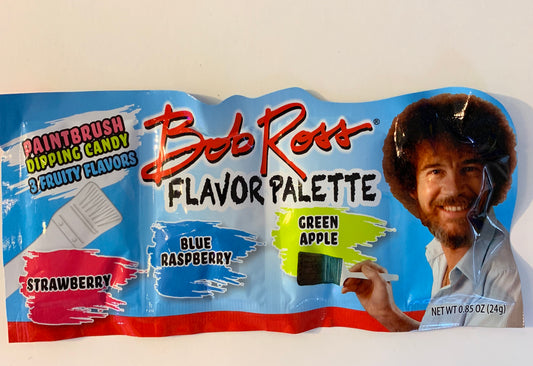 PAINTBRUSH
DIPPING CANDY
3 FRUITY FLAVORS
Bob Ross®
FLAVOR PALETTE
STRAWBERRY
BLUE
RASPBERRY
GREEN
APPLE
NET WT 0.85 OZ (24g)